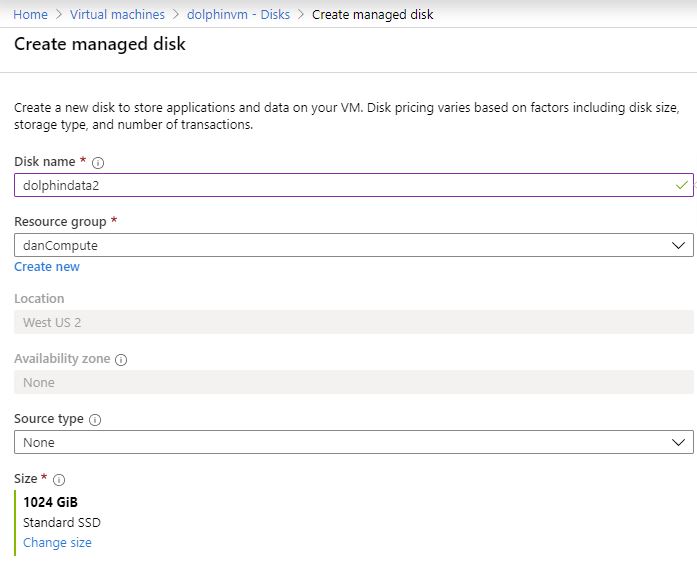 Home > Virtual machines > dolphinvm - Disks > Create managed disk
Create managed disk
Create a new disk to store applications and data on your VM. Disk pricing varies based on factors including disk size,
storage type, and number of transactions.
Disk name *
dolphindata2
Resource group *
danCompute
Create new
Location
West US 2
Availability zone
None
Source type
None
Size *
1024 GiB
Standard SSD
Change size